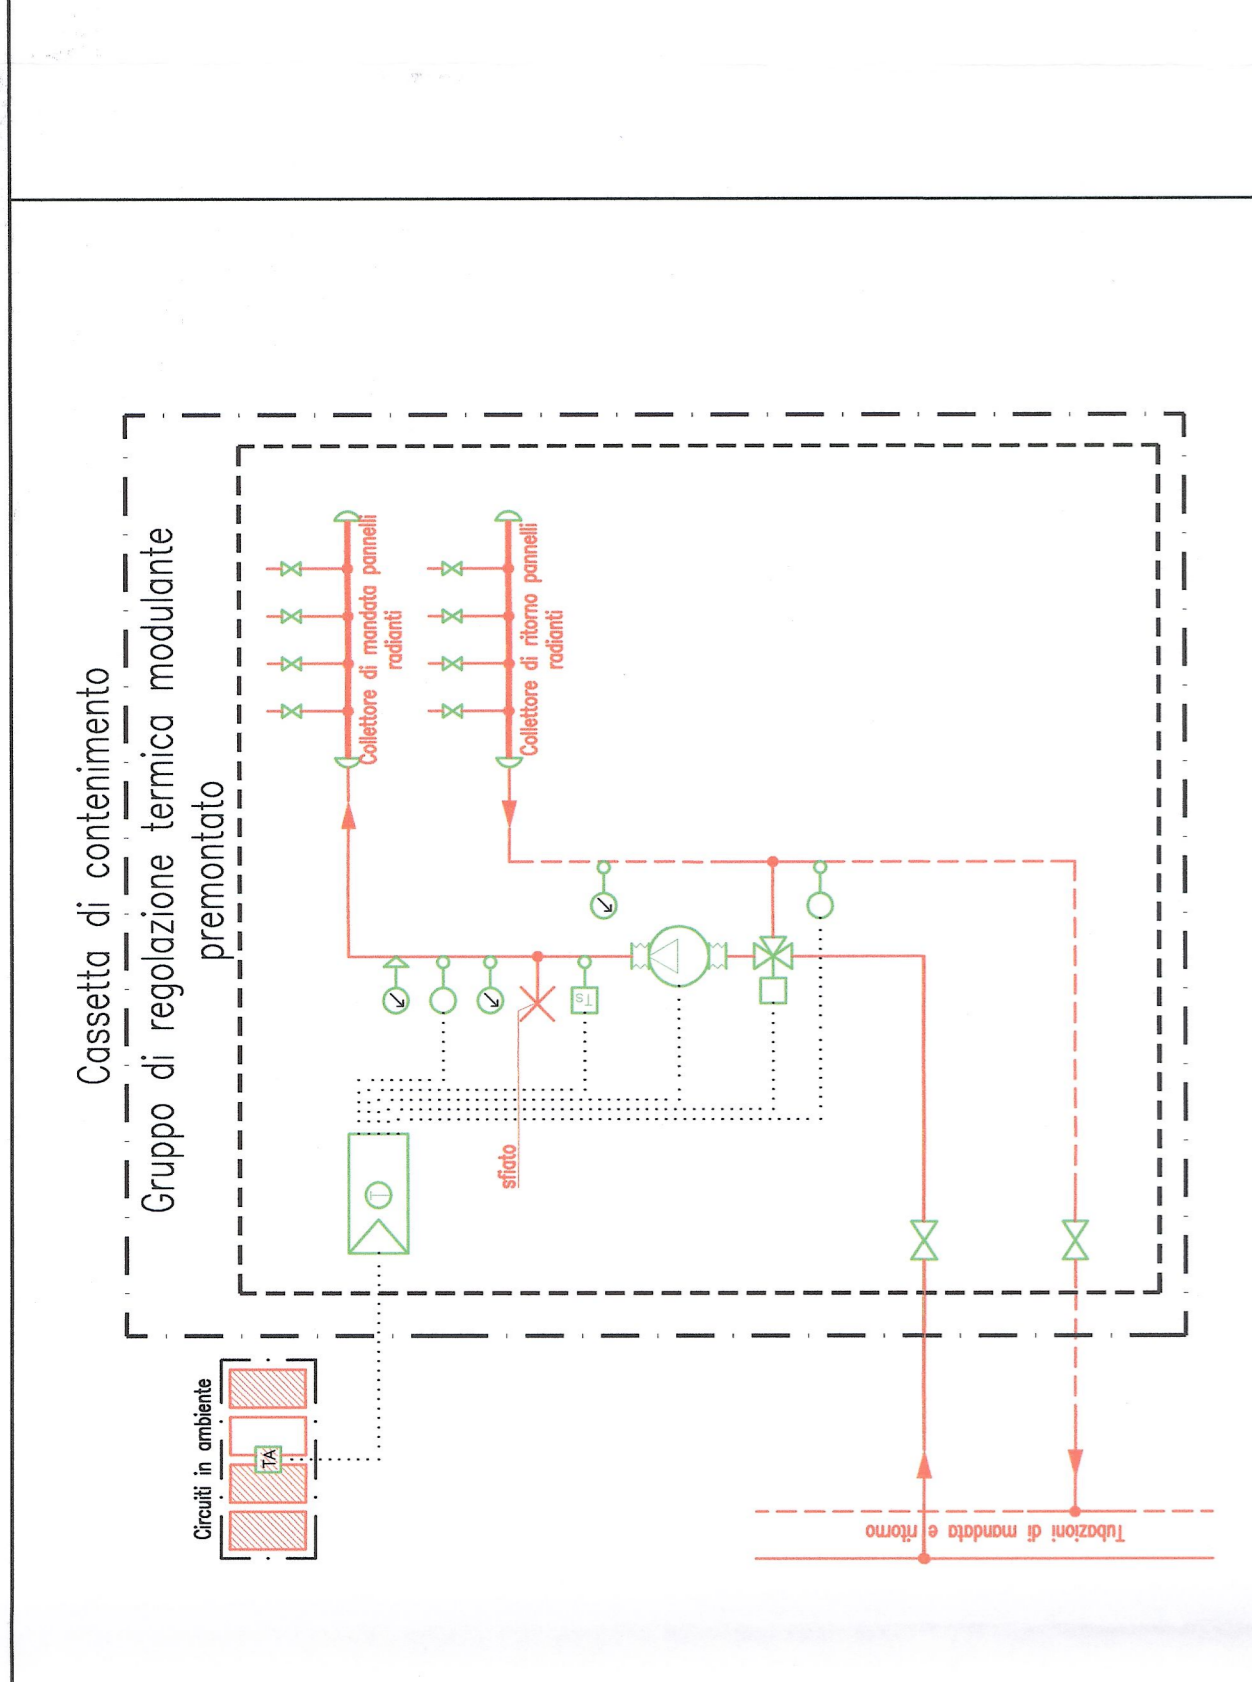 Cassetta di contenimento
Gruppo di regolazione termica modulante
premontato
Collettore di mandata pannelli
radianti
Collettore di ritorno pannelli
radianti
Ts
sfiato
T
Circuiti in ambiente
TA
Tubazioni di mandata e ritorno